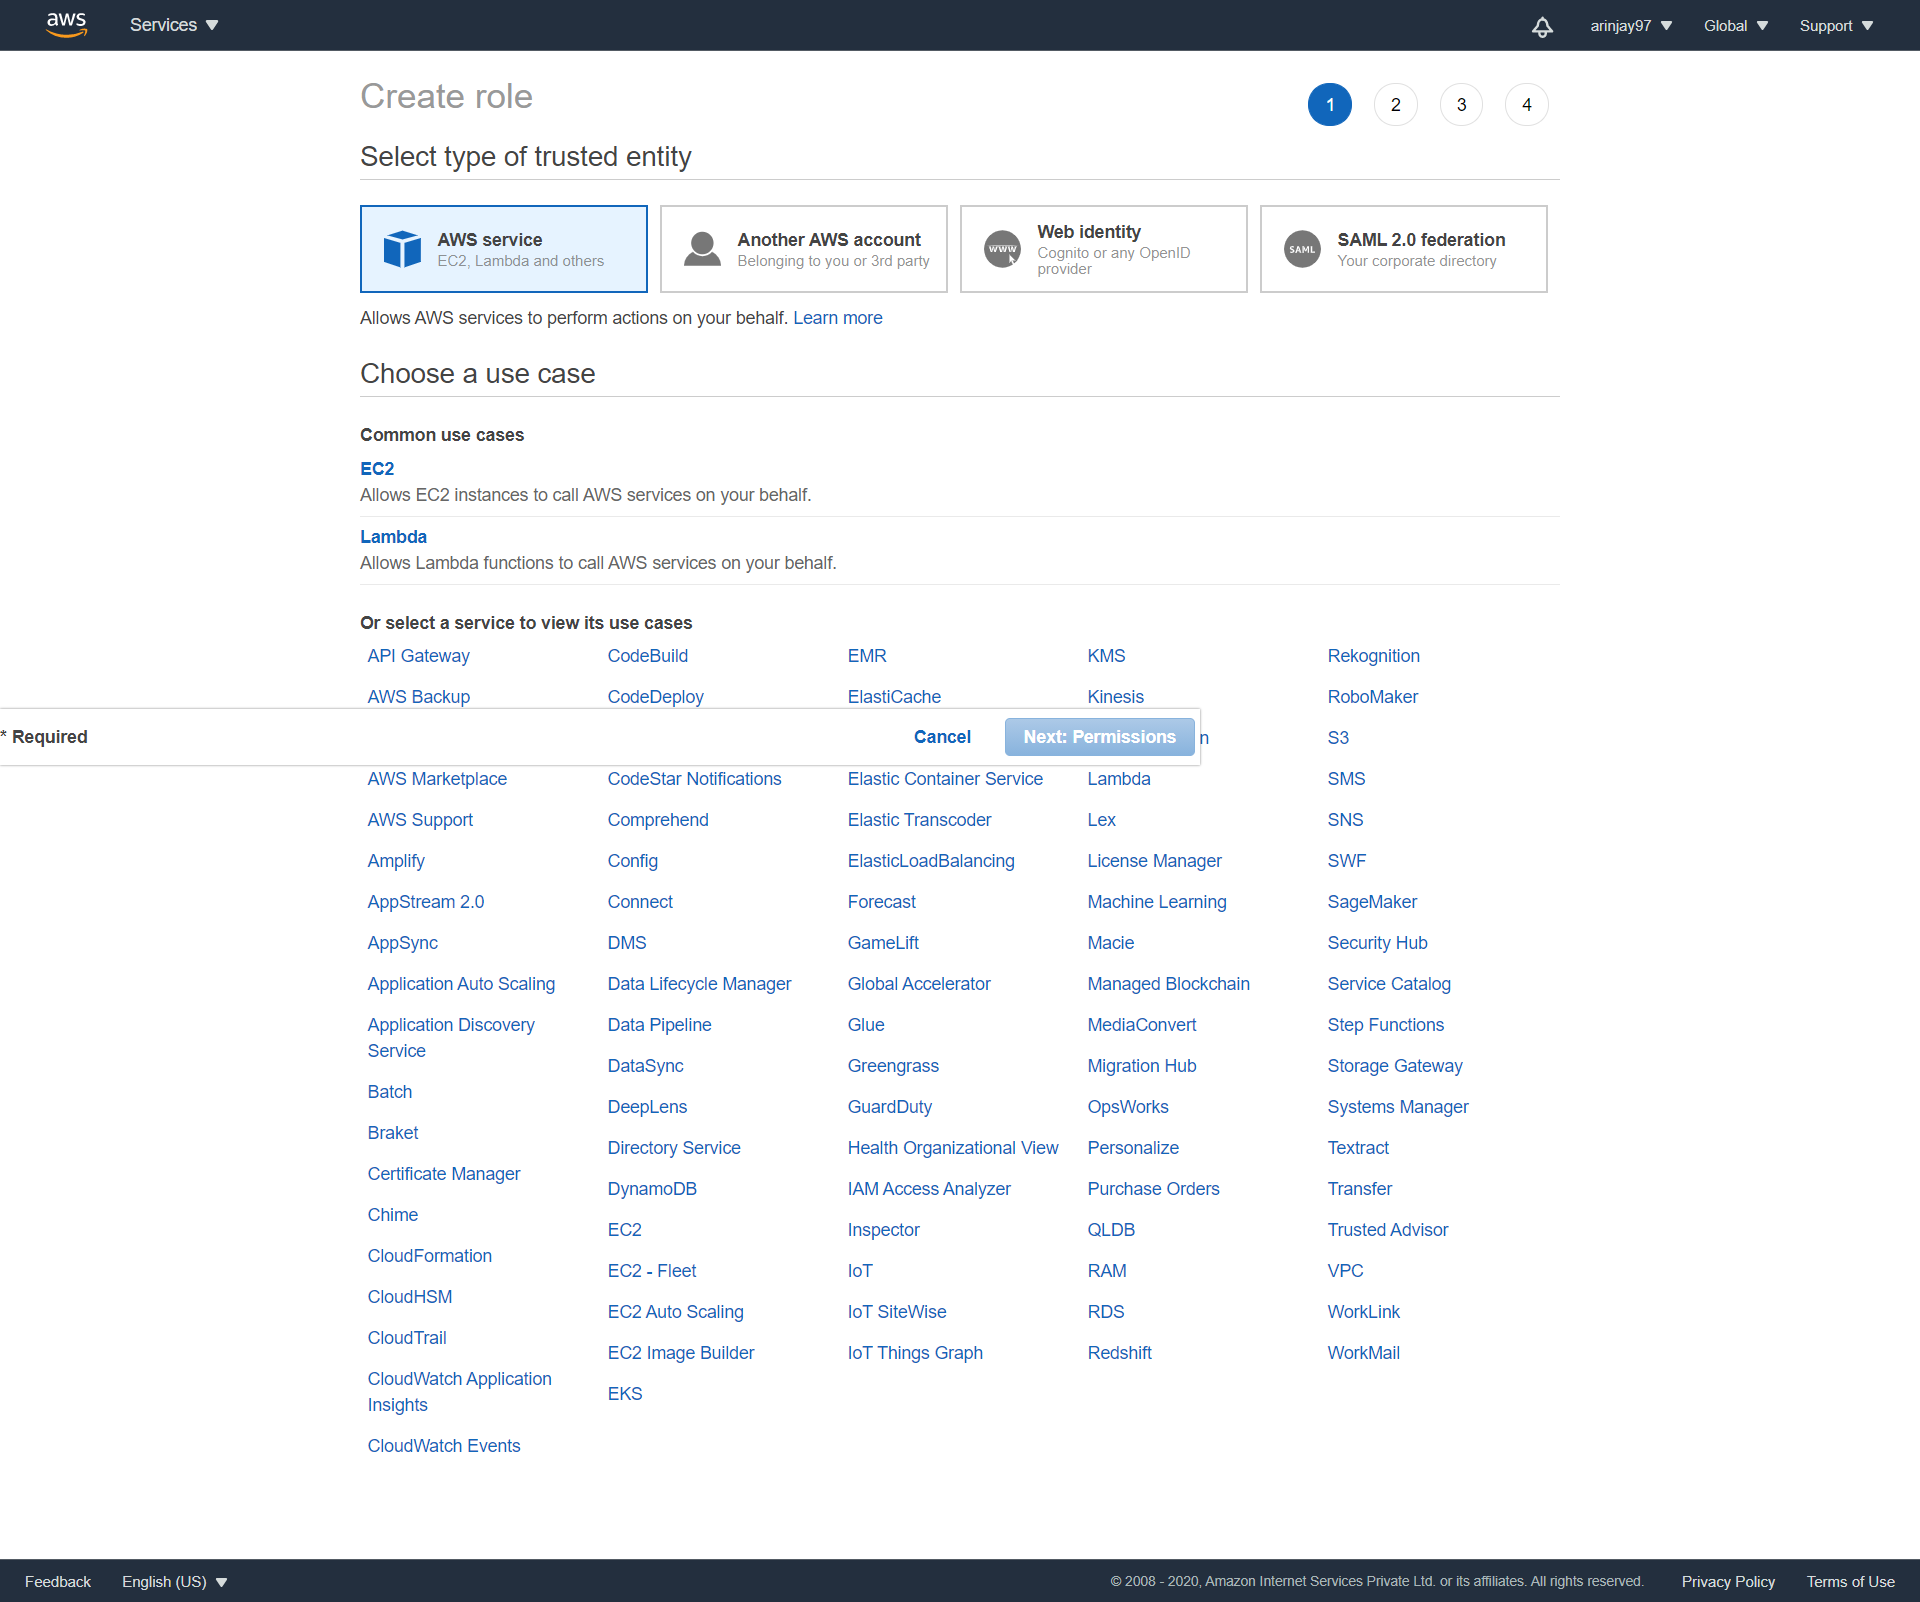 aws
Services
arinjay97
Global
Support
Create role
1
2
3
4
Select type of trusted entity
AWS service
EC2, Lambda and others
Another AWS account
Belonging to you or 3rd party
www
Web identity
Cognito or any OpenID
provider
SAML
SAML 2.0 federation
Your corporate directory
Allows AWS services to perform actions on your behalf. Learn more
Choose a use case
Common use cases
EC2
Allows EC2 instances to call AWS services on your behalf.
Lambda
Allows Lambda functions to call AWS services on your behalf.
Or select a service to view its use cases
API Gateway
CodeBuild
EMR
KMS
Rekognition
AWS Backup
CodeDeploy
ElastiCache
Kinesis
RoboMaker
* Required
Cancel
Next: Permissions
n
S3
AWS Marketplace
CodeStar Notifications
Elastic Container Service
Lambda
SMS
AWS Support
Comprehend
Elastic Transcoder
Lex
SNS
Amplify
Config
ElasticLoadBalancing
License Manager
SWF
AppStream 2.0
Connect
Forecast
Machine Learning
SageMaker
AppSync
DMS
GameLift
Macie
Security Hub
Application Auto Scaling
Data Lifecycle Manager
Global Accelerator
Managed Blockchain
Service Catalog
Application Discovery
Service
Data Pipeline
Glue
MediaConvert
Step Functions
DataSync
Greengrass
Migration Hub
Storage Gateway
Batch
DeepLens
GuardDuty
OpsWorks
Systems Manager
Braket
Directory Service
Health Organizational View
Personalize
Textract
Certificate Manager
DynamoDB
IAM Access Analyzer
Purchase Orders
Transfer
Chime
EC2
Inspector
QLDB
Trusted Advisor
CloudFormation
EC2 - Fleet
IoT
RAM
VPC
CloudHSM
EC2 Auto Scaling
IoT SiteWise
RDS
WorkLink
CloudTrail
EC2 Image Builder
IoT Things Graph
Redshift
WorkMail
CloudWatch Application
Insights
EKS
CloudWatch Events
Feedback
English (US)
© 2008 - 2020, Amazon Internet Services Private Ltd. or its affiliates. All rights reserved.
Privacy Policy
Terms of Use